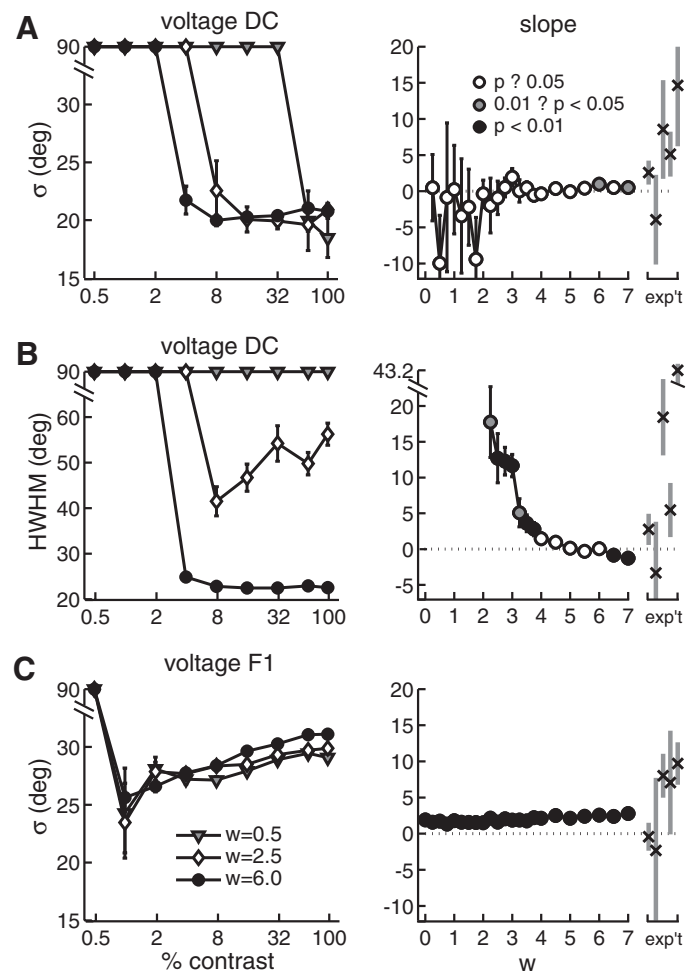 A
voltage DC
slope
90
30
25
20
15
σ (deg)
0.5 2 8 32 100
20
15
10
5
0
-5
-10
p ? 0.05
0.01 ? p < 0.05
p < 0.01
0 1 2 3 4 5 6 7 exp't
B
voltage DC
90
60
50
40
30
20
HWHM (deg)
0.5 2 8 32 100
43.2
20
15
10
5
0
-5
0 1 2 3 4 5 6 7 exp't
C
voltage F1
90
30
25
20
15
σ (deg)
w=0.5
w=2.5
w=6.0
0.5 2 8 32 100
% contrast
20
15
10
5
0
-5
-10
0 1 2 3 4 5 6 7 exp't
w